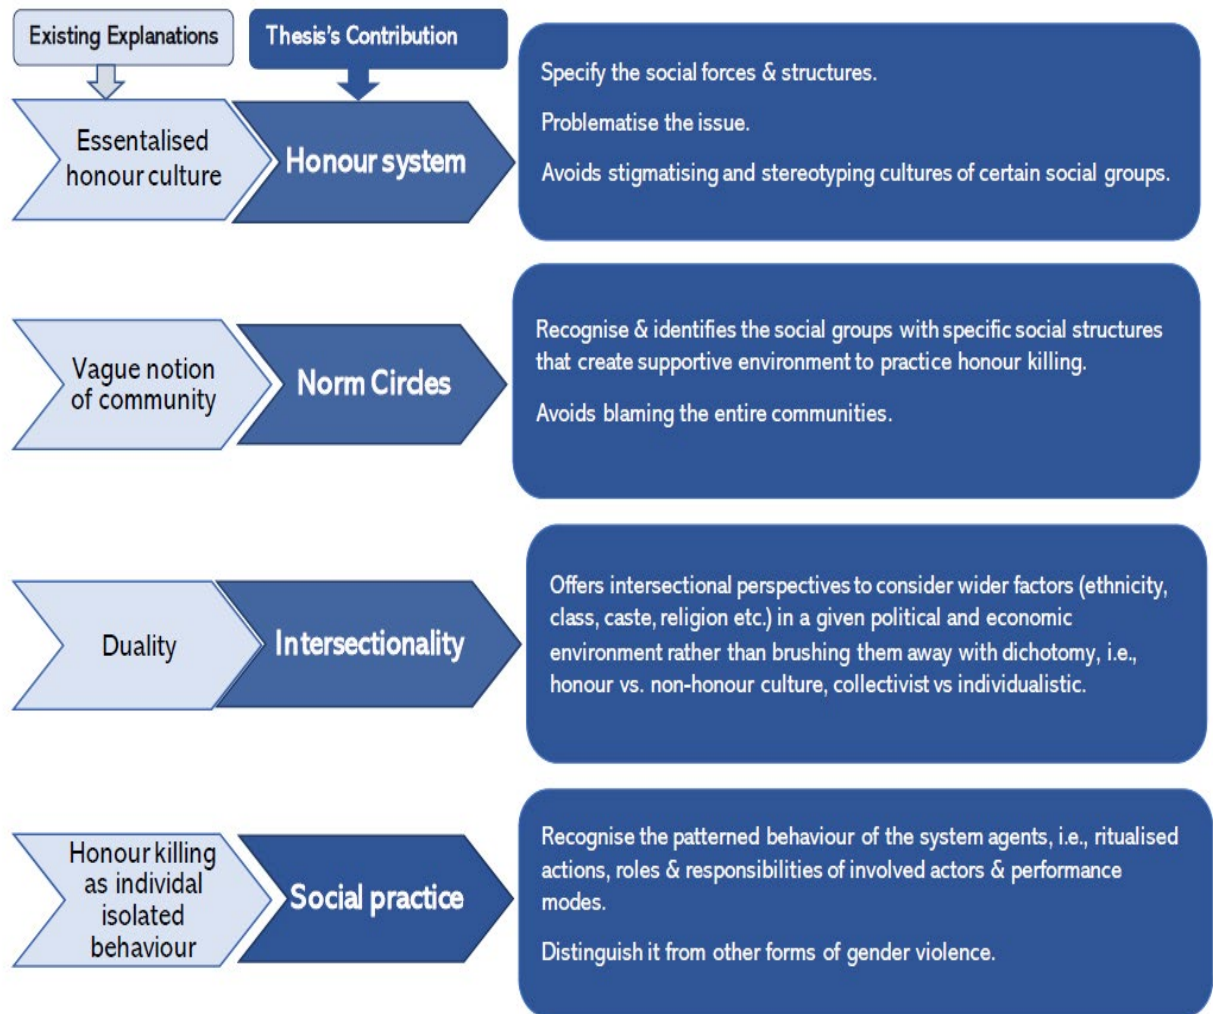 Existing Explanations
Thesis's Contribution
Essentalised
honour culture
Honour system
Specify the social forces & structures.
Problematise the issue.
Avoids stigmatising and stereotyping cultures of certain social groups.
Vague notion
of community
Norm Circles
Recognise & identifies the social groups with specific social structures
that create supportive environment to practice honour killing.
Avoids blaming the entire communities.
Duality
Intersectionality
Offers intersectional perspectives to consider wider factors (ethnicity,
class, caste, religion etc.) in a given political and economic
environment rather than brushing them away with dichotomy, i.e.,
honour vs. non-honour culture, collectivist vs individualistic.
Honour killing
as individal
isolated
behaviour
Social practice
Recognise the patterned behaviour of the system agents, i.e., ritualised
actions, roles & responsibilities of involved actors & performance
modes.
Distinguish it from other forms of gender violence.